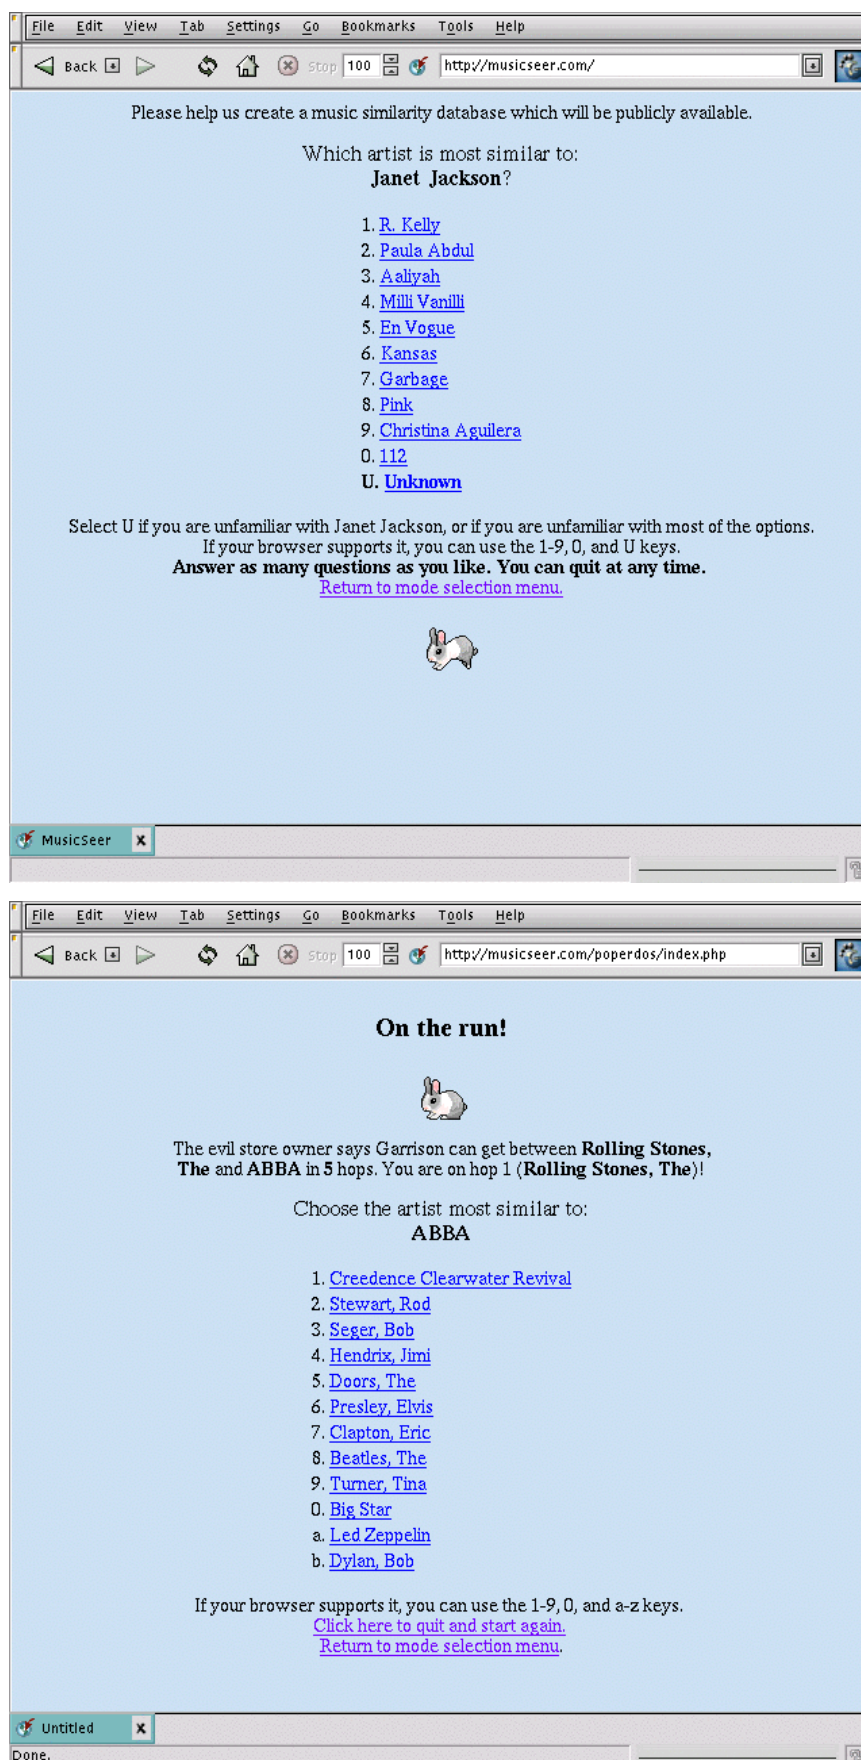 File Edit View Tab Settings Go Bookmarks Tools Help
Back Stop 100 http://musicseer.com/
Please help us create a music similarity database which will be publicly available.
Which artist is most similar to:
Janet Jackson?
1. R. Kelly
2. Paula Abdul
3. Aaliyah
4. Milli Vanilli
5. En Vogue
6. Kansas
7. Garbage
8. Pink
9. Christina Aguilera
0. 112
U. Unknown
Select U if you are unfamiliar with Janet Jackson, or if you are unfamiliar with most of the options.
If your browser supports it, you can use the 1-9, 0, and U keys.
Answer as many questions as you like. You can quit at any time.
Return to mode selection menu.
MusicSeer
File Edit View Tab Settings Go Bookmarks Tools Help
Back Stop 100 http://musicseer.com/poperdos/index.php
On the run!
The evil store owner says Garrison can get between Rolling Stones,
The and ABBA in 5 hops. You are on hop 1 (Rolling Stones, The)!
Choose the artist most similar to:
ABBA
1. Creedence Clearwater Revival
2. Stewart, Rod
3. Seger, Bob
4. Hendrix, Jimi
5. Doors, The
6. Presley, Elvis
7. Clapton, Eric
8. Beatles, The
9. Turner, Tina
0. Big Star
a. Led Zeppelin
b. Dylan, Bob
If your browser supports it, you can use the 1-9, 0, and a-z keys.
Click here to quit and start again.
Return to mode selection menu.
Untitled
Done.